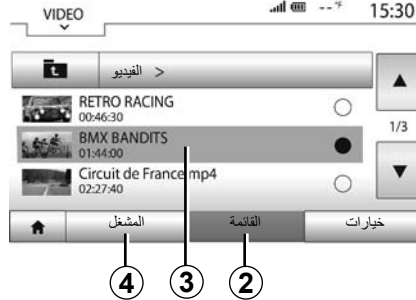 VIDEO --°F 15:30
الفيديو >
RETRO RACING
00:46:30
BMX BANDITS
01:44:00
1/3
Circuit de France mp4
02:27:40
المشغل القائمة خيارات
4 3 2